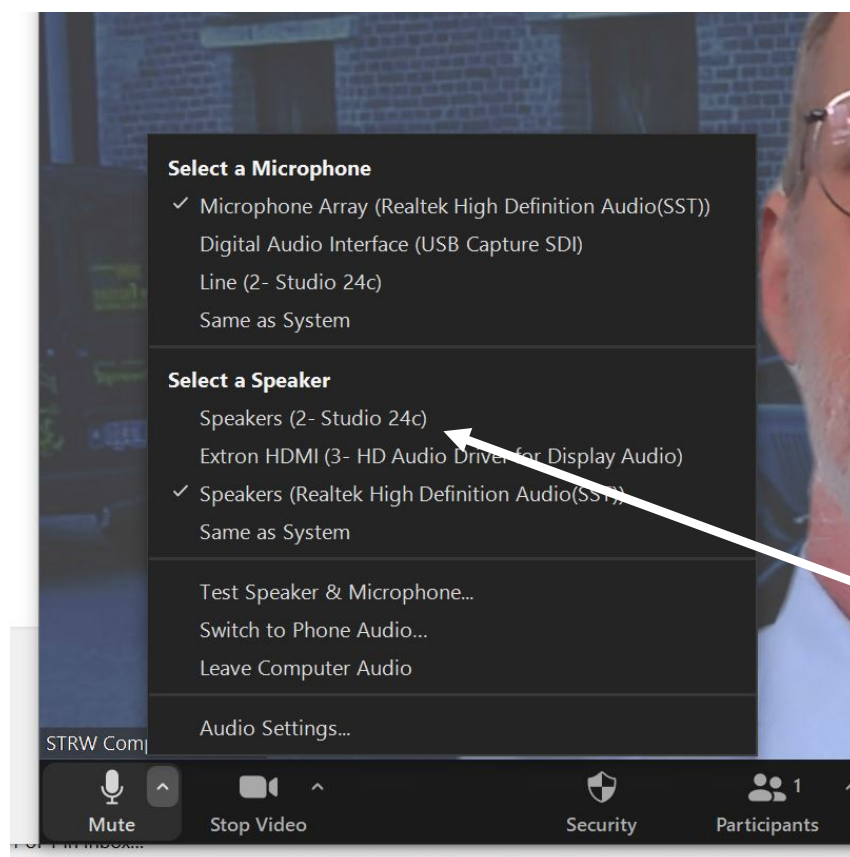 Select a Microphone
Microphone Array (Realtek High Definition Audio(SST))
Digital Audio Interface (USB Capture SDI)
Line (2- Studio 24c)
Same as System
Select a Speaker
Speakers (2- Studio 24c)
Extron HDMI (3- HD Audio Driver for Display Audio)
Speakers (Realtek High Definition Audio(SST))
Same as System
Test Speaker & Microphone...
Switch to Phone Audio...
Leave Computer Audio
Audio Settings...
STRW Com
1
Mute Stop Video Security Participants